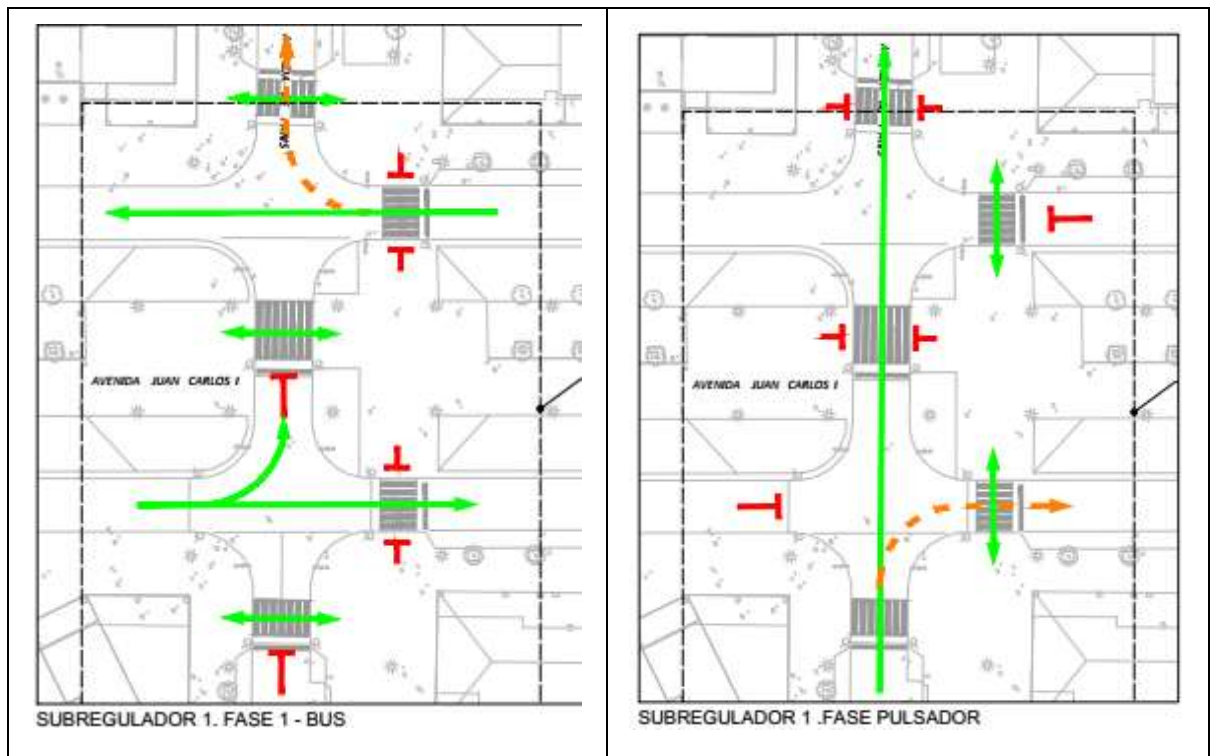 AVENIDA JUAN CARLOS I
SUBREGULADOR 1. FASE 1 - BUS
AVENIDA JUAN CARLOS I
SUBREGULADOR 1 .FASE PULSADOR